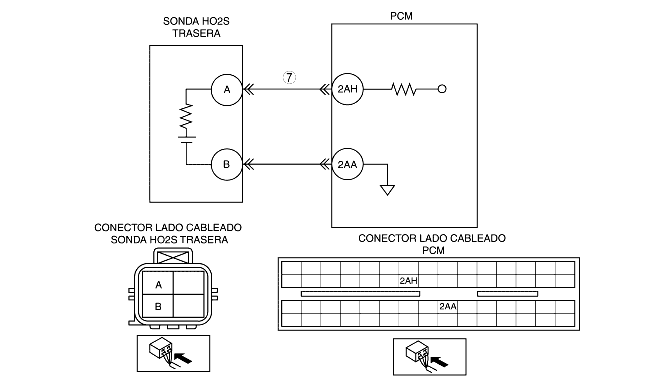 SONDA HO2S
TRASERA
PCM
A
7
2AH
B
2AA
CONECTOR LADO CABLEADO
SONDA HO2S TRASERA
CONECTOR LADO CABLEADO
PCM
A
B
2AH
2AA